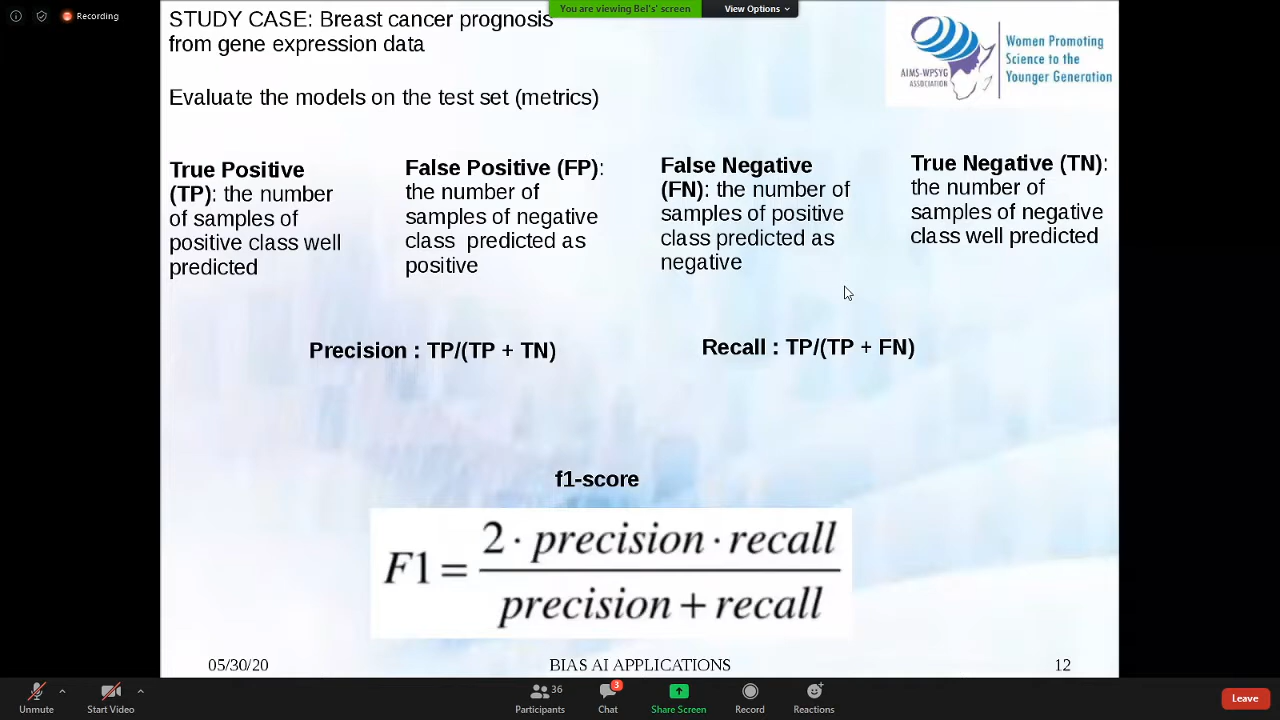 Recording
You are viewing Bel's' screen
View Options
STUDY CASE: Breast cancer prognosis
from gene expression data
AIMS-WPSYG
ASSOCIATION
Women Promoting
Science to the
Younger Generation
Evaluate the models on the test set (metrics)
True Positive
(TP): the number
of samples of
positive class well
predicted
False Positive (FP):
the number of
samples of negative
class predicted as
positive
False Negative
(FN): the number of
samples of positive
class predicted as
negative
True Negative (TN):
the number of
samples of negative
class well predicted
Precision : TP/(TP + TN)
Recall : TP/(TP + FN)
f1-score
F1 = 2 · precision · recall
precision + recall
05/30/20
BIAS AI APPLICATIONS
12
Unmute
Start Video
Participants
36
Chat
3
Share Screen
Record
Reactions
Leave